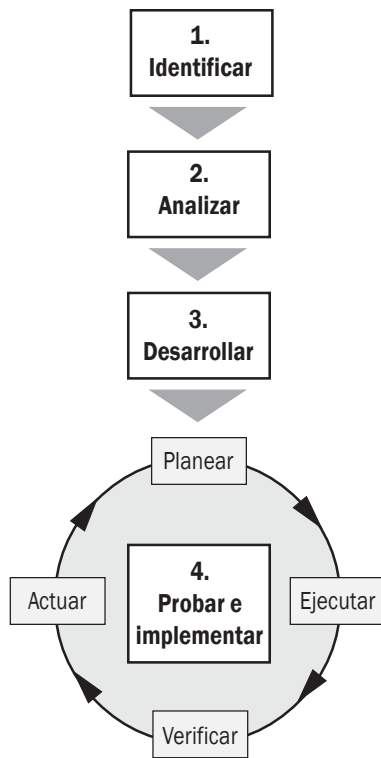 1.
Identificar
2.
Analizar
3.
Desarrollar
Planear
Actuar
4.
Probar e
implementar
Ejecutar
Verificar